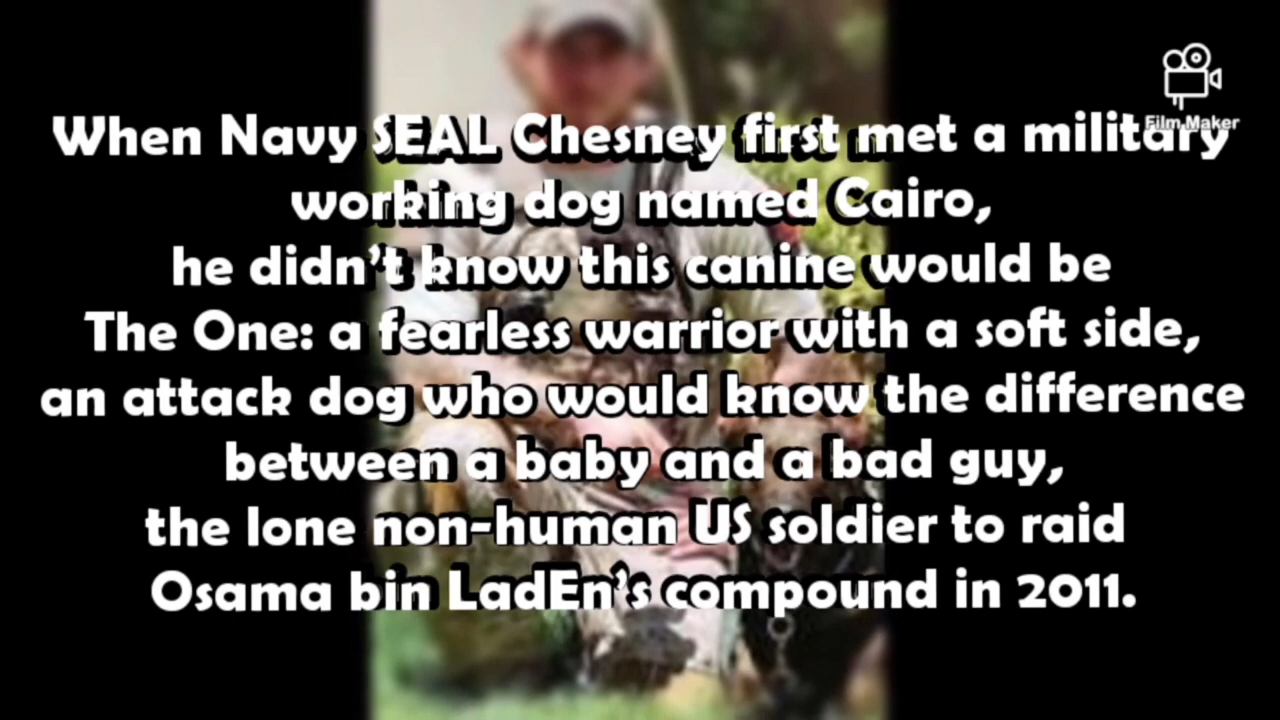 Film Maker
When Navy SEAL Chesney first met a military
working dog named Cairo,
he didn't know this canine would be
The One: a fearless warrior with a soft side,
an attack dog who would know the difference
between a baby and a bad guy,
the lone non-human US soldier to raid
Osama bin LadEn's compound in 2011.